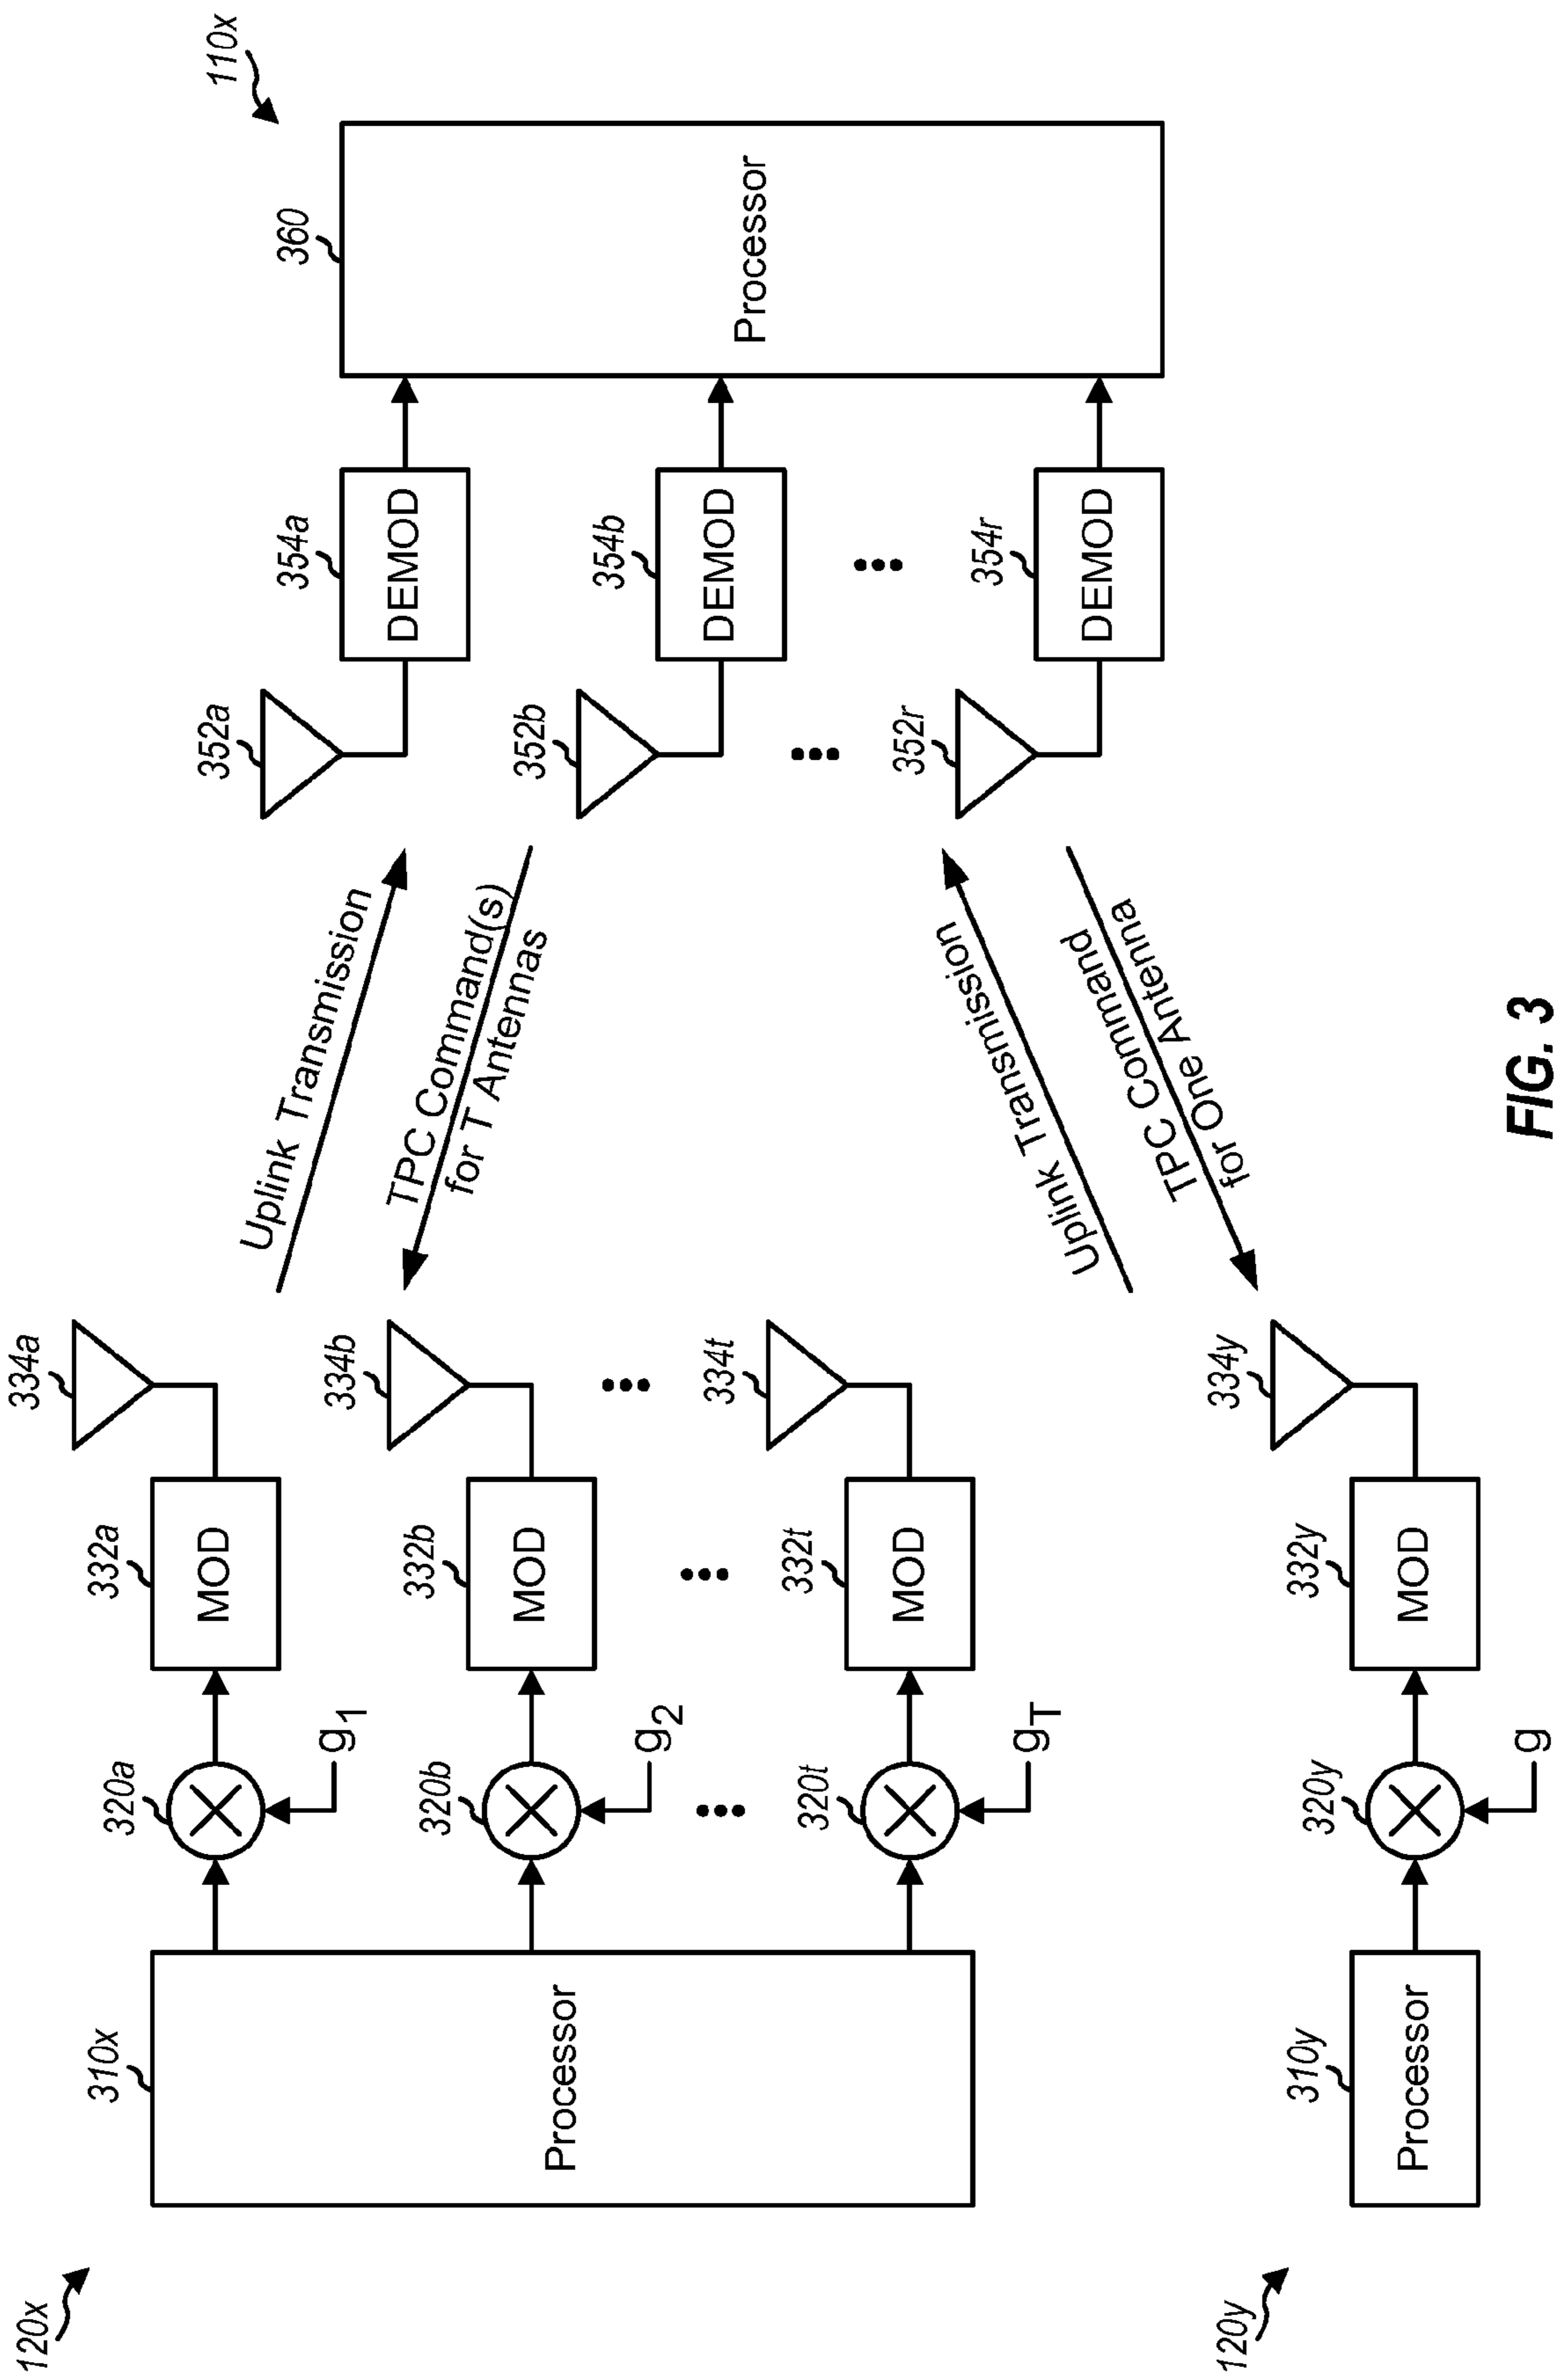 120x
310x
Processor
320a
g1
332a
MOD
334a
320b
g2
332b
MOD
334b
320t
gT
332t
MOD
334t
Uplink Transmission
TPC Command(s)
for T Antennas
110x
352a
354a
DEMOD
352b
354b
DEMOD
352r
354r
DEMOD
360
Processor
120y
310y
Processor
320y
g
332y
MOD
334y
Uplink Transmission
TPC Command
for One Antenna
FIG. 3